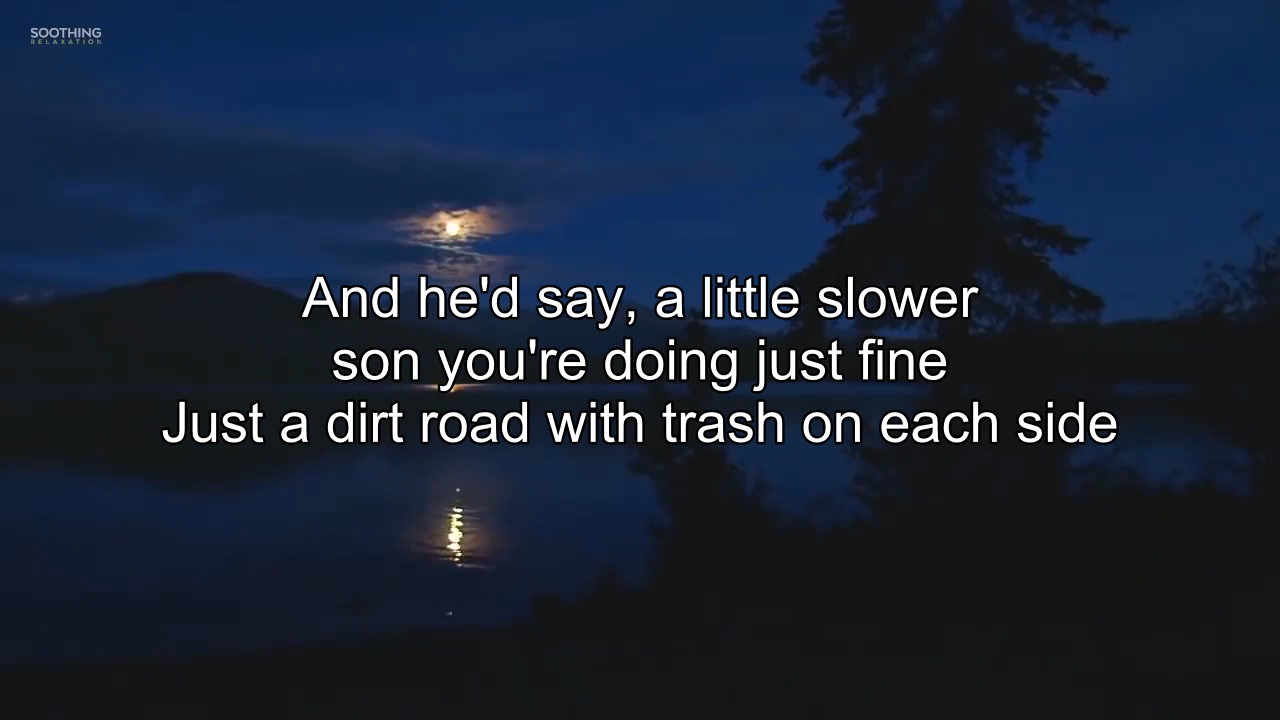 SOOTHING
RELAXATION
And he'd say, a little slower
son you're doing just fine
Just a dirt road with trash on each side